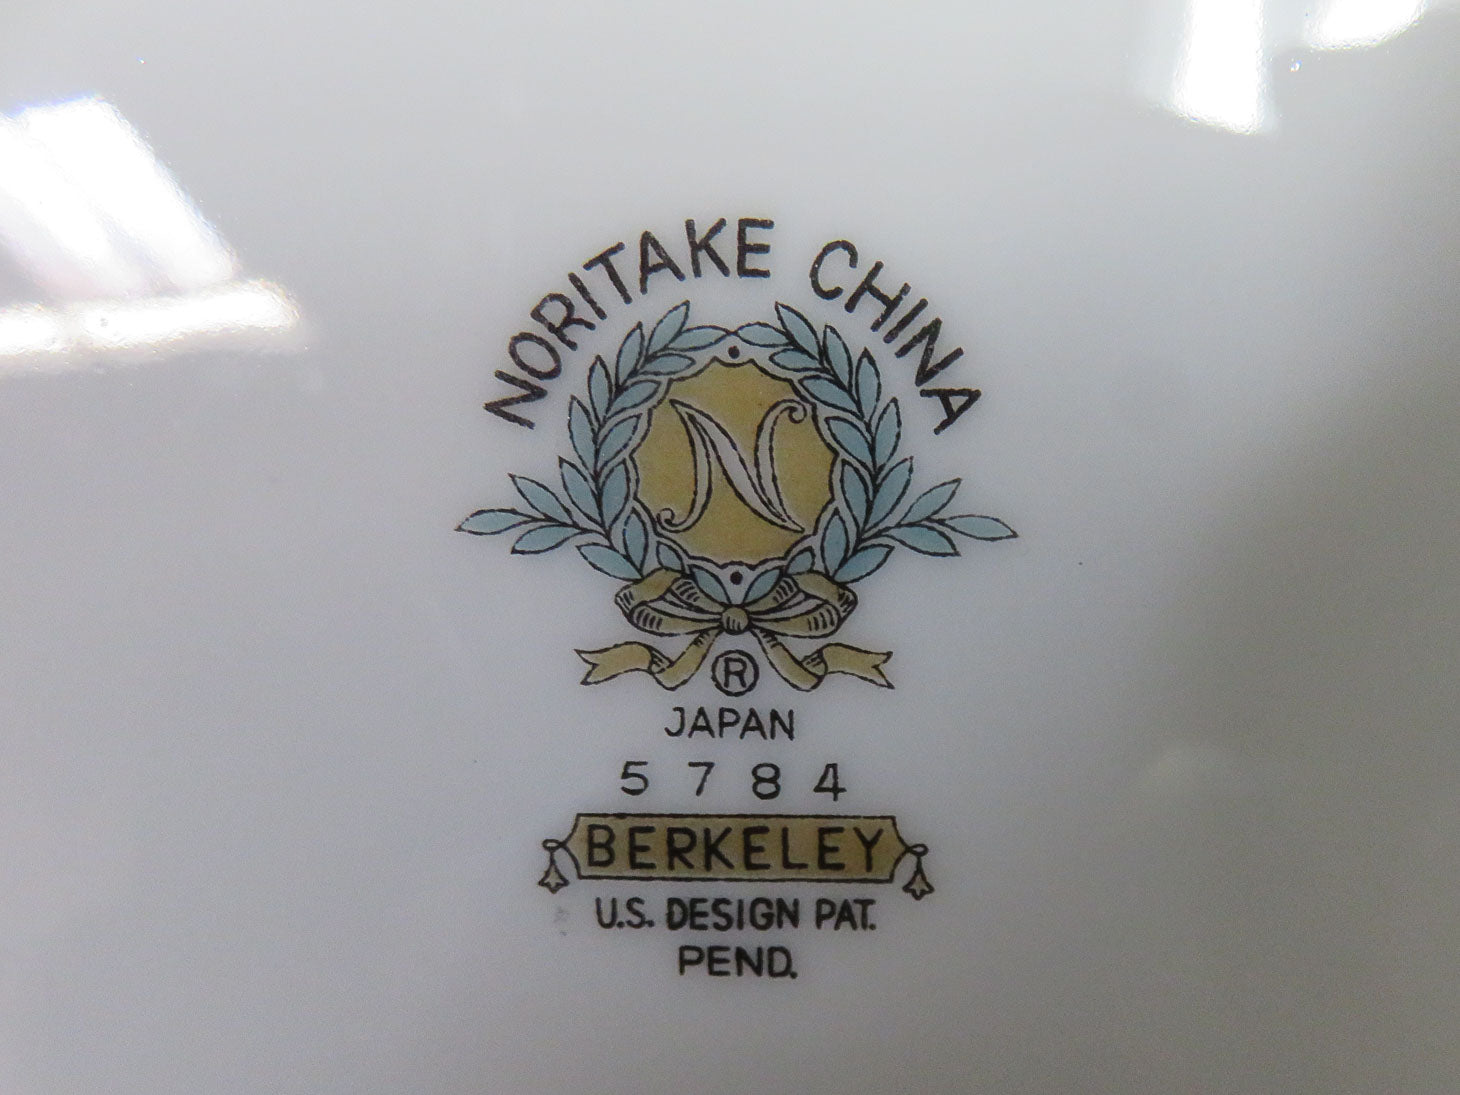 NORITAKE CHINA
N
®
JAPAN
5784
BERKELEY
U.S. DESIGN PAT.
PEND.